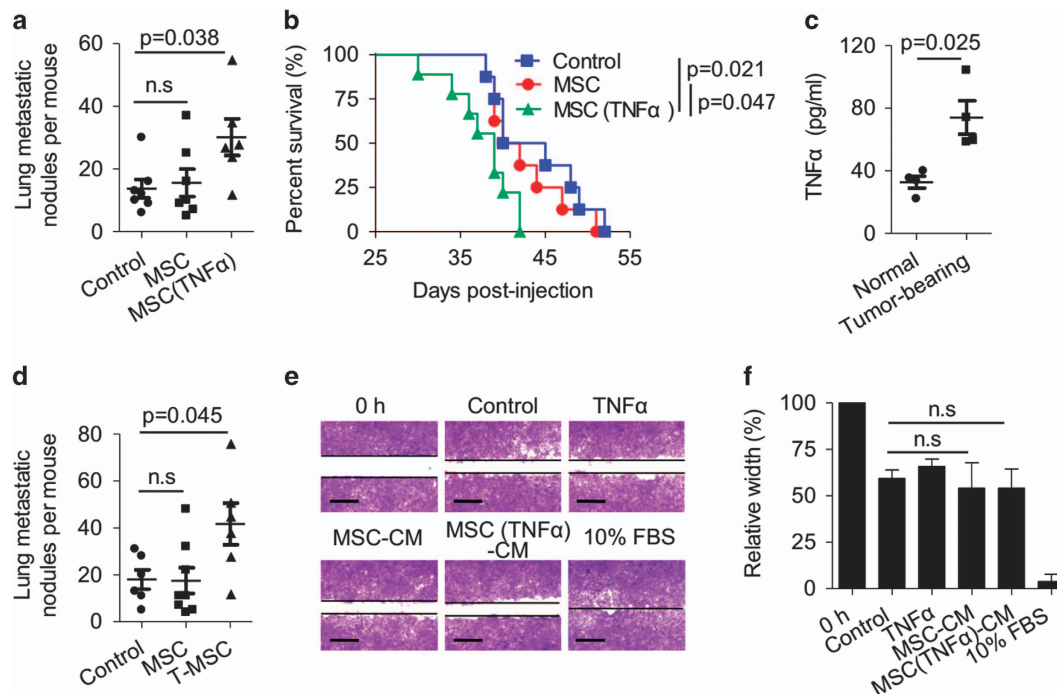 a
p=0.038
n.s
Lung metastatic
nodules per mouse
60
40
20
0
Control
MSC
MSC(TNFα)
b
Percent survival (%)
100
75
50
25
0
25
35
45
55
Days post-injection
Control
MSC
MSC (TNFα )
p=0.021
p=0.047
c
TNFα (pg/ml)
120
80
40
0
p=0.025
Normal
Tumor-bearing
d
p=0.045
n.s
Lung metastatic
nodules per mouse
80
60
40
20
0
Control
MSC
T-MSC
e
0 h
Control
TNFα
MSC-CM
MSC (TNFα)
-CM
10% FBS
f
Relative width (%)
100
75
50
25
0
n.s
n.s
0 h
Control
TNFα
MSC-CM
MSC(TNFα)-CM
10% FBS